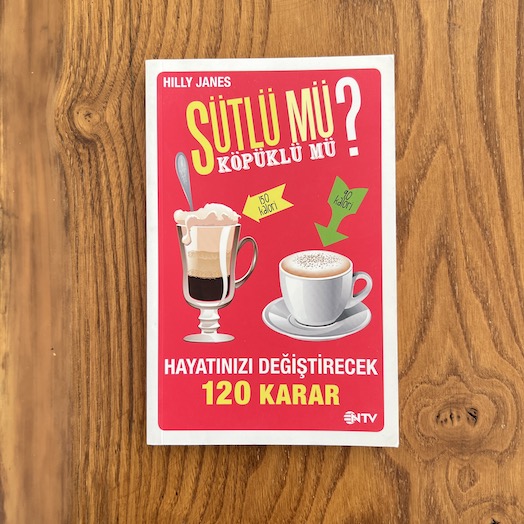 HILLY JANES
SÜTLÜ MÜ
KÖPÜKLÜ MÜ ?
150
kalori
90
kalori
HAYATINIZI DEĞİŞTİRECEK
120 KARAR
NTV